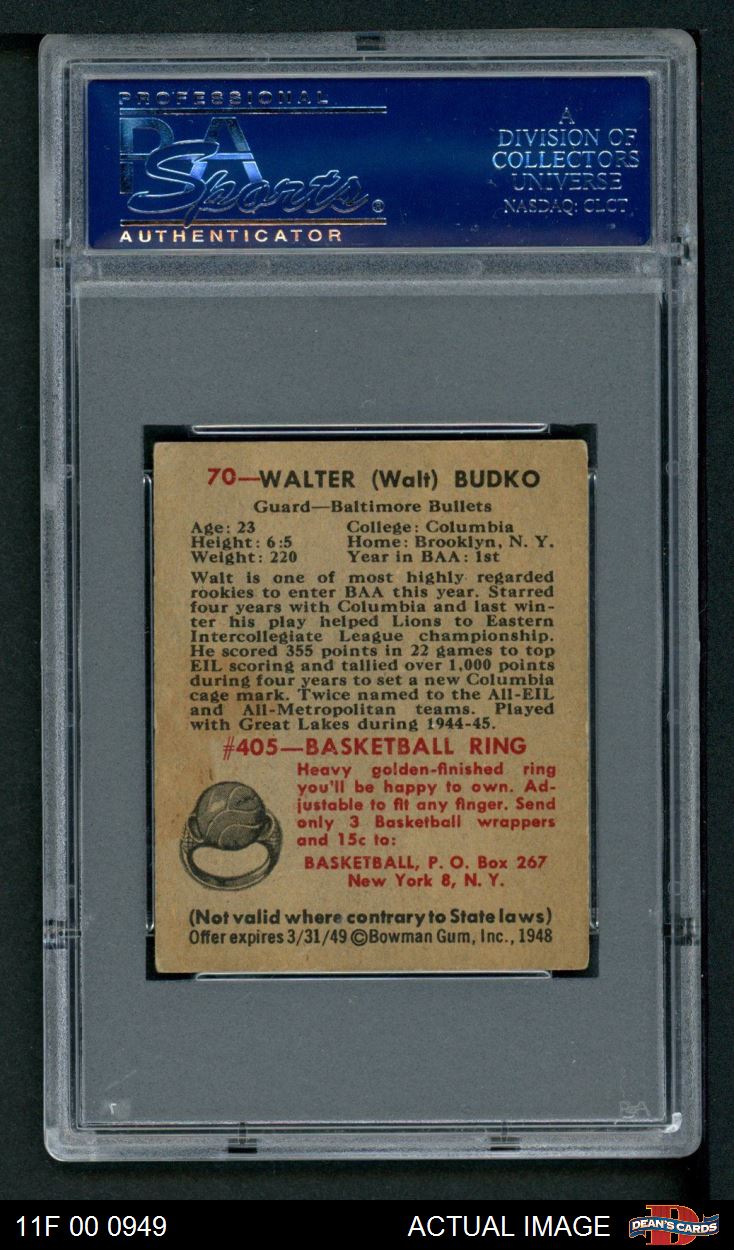 PROFESSIONAL
PSA
Sports®
AUTHENTICATOR
A
DIVISION OF
COLLECTORS
UNIVERSE
NASDAQ: CLCT
70—WALTER (Walt) BUDKO
Guard—Baltimore Bullets
Age: 23 College: Columbia
Height: 6:5 Home: Brooklyn, N. Y.
Weight: 220 Year in BAA: 1st
Walt is one of most highly regarded
rookies to enter BAA this year. Starred
four years with Columbia and last win-
ter his play helped Lions to Eastern
Intercollegiate League championship.
He scored 355 points in 22 games to top
EIL scoring and tallied over 1,000 points
during four years to set a new Columbia
cage mark. Twice named to the All-EIL
and All-Metropolitan teams. Played
with Great Lakes during 1944-45.
#405—BASKETBALL RING
Heavy golden-finished ring
you'll be happy to own. Ad-
justable to fit any finger. Send
only 3 Basketball wrappers
and 15c to:
BASKETBALL, P. O. Box 267
New York 8, N. Y.
(Not valid where contrary to State laws)
Offer expires 3/31/49 ©Bowman Gum, Inc., 1948
PSA
11F 00 0949 ACTUAL IMAGE
DEAN'S CARDS